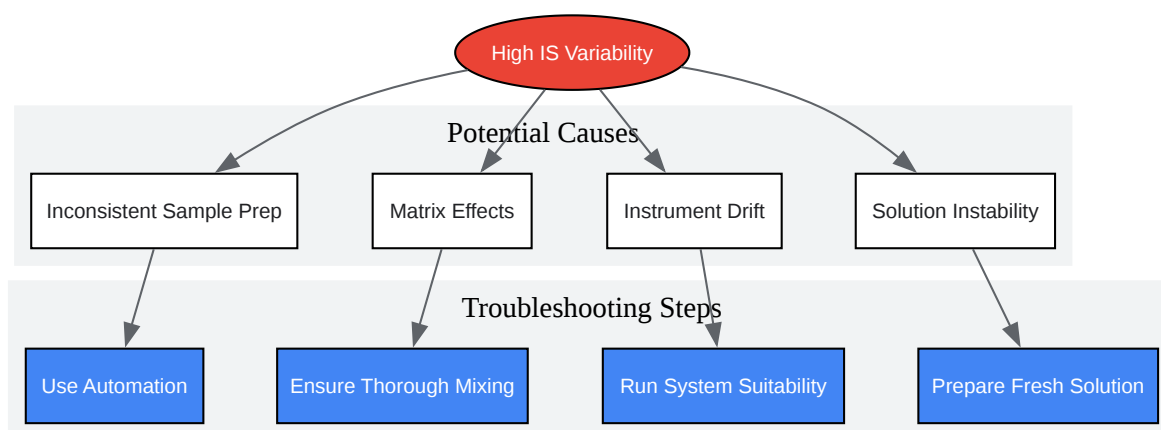 High IS Variability
Potential Causes
Inconsistent Sample Prep
Matrix Effects
Instrument Drift
Solution Instability
Troubleshooting Steps
Use Automation
Ensure Thorough Mixing
Run System Suitability
Prepare Fresh Solution